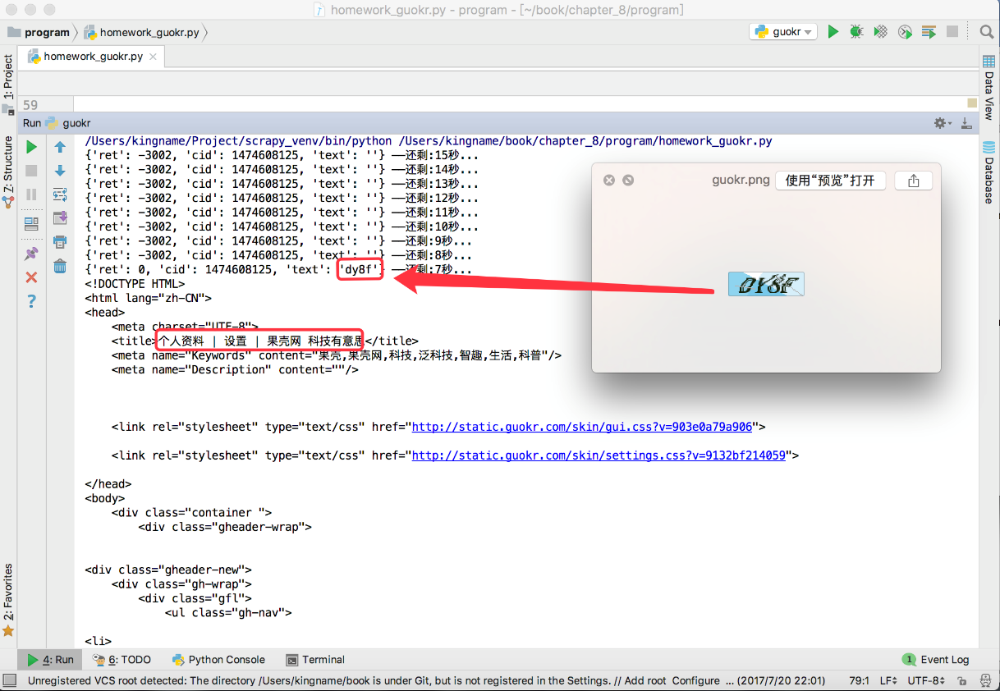 homework_guokr.py - program - [~/book/chapter_8/program]
program
homework_guokr.py
guokr
homework_guokr.py
1: Project
Data View
59
Run guokr
/Users/kingname/Project/scrapy_venv/bin/python /Users/kingname/book/chapter_8/program/homework_guokr.py
{'ret': -3002, 'cid': 1474608125, 'text': ''} ——还剩:15秒...
{'ret': -3002, 'cid': 1474608125, 'text': ''} ——还剩:14秒...
{'ret': -3002, 'cid': 1474608125, 'text': ''} ——还剩:13秒...
{'ret': -3002, 'cid': 1474608125, 'text': ''} ——还剩:12秒...
{'ret': -3002, 'cid': 1474608125, 'text': ''} ——还剩:11秒...
{'ret': -3002, 'cid': 1474608125, 'text': ''} ——还剩:10秒...
{'ret': -3002, 'cid': 1474608125, 'text': ''} ——还剩:9秒...
{'ret': -3002, 'cid': 1474608125, 'text': ''} ——还剩:8秒...
{'ret': 0, 'cid': 1474608125, 'text': 'dy8f'} ——还剩:7秒...
guokr.png
使用“预览”打开
DY8F
7: Structure
Database
<!DOCTYPE HTML>
<html lang="zh-CN">
<head>
<meta charset="UTF-8">
<title>个人资料 | 设置 | 果壳网 科技有意思</title>
<meta name="Keywords" content="果壳,果壳网,科技,泛科技,智趣,生活,科普"/>
<meta name="Description" content=""/>
<link rel="stylesheet" type="text/css" href="http://static.guokr.com/skin/gui.css?v=903e0a79a906">
<link rel="stylesheet" type="text/css" href="http://static.guokr.com/skin/settings.css?v=9132bf214059">
</head>
<body>
<div class="container ">
<div class="gheader-wrap">
<div class="gheader-new">
<div class="gh-wrap">
<div class="gfl">
<ul class="gh-nav">
<li>
2: Favorites
4: Run
6: TODO
Python Console
Terminal
1 Event Log
Unregistered VCS root detected: The directory /Users/kingname/book is under Git, but is not registered in the Settings. // Add root Configure ... (2017/7/20 22:01)
79:1
LF
UTF-8